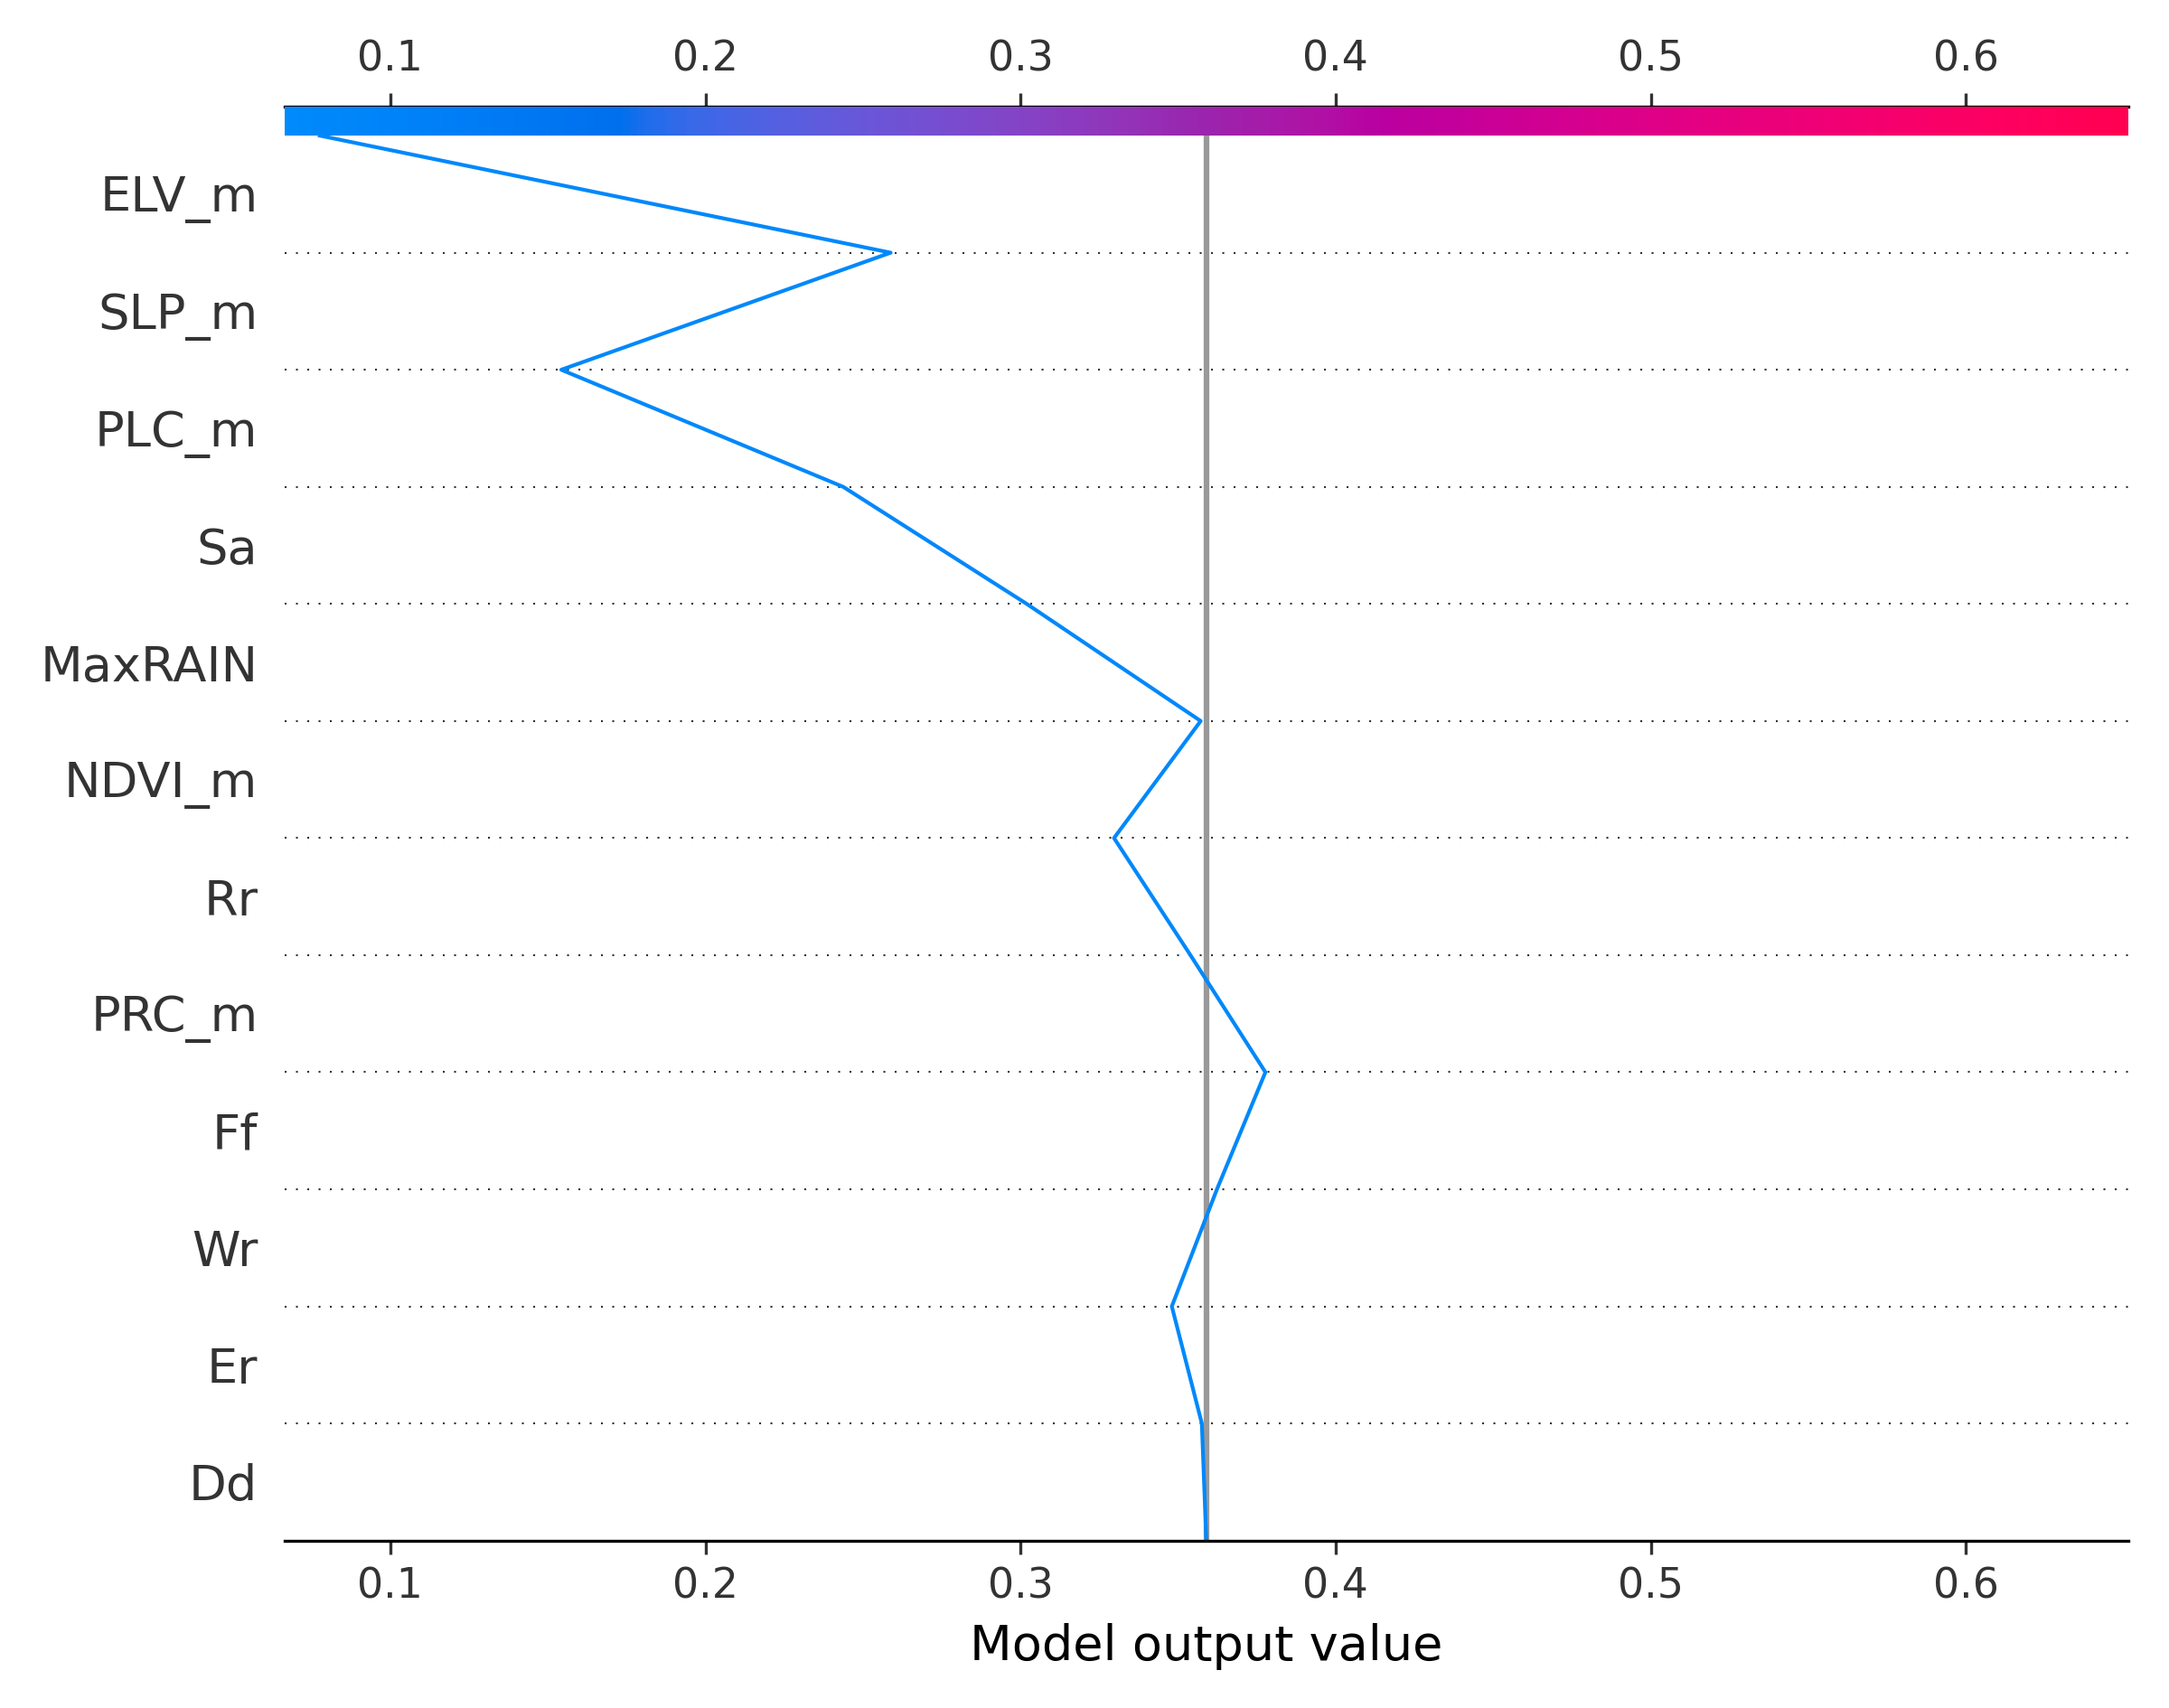 0.1 0.2 0.3 0.4 0.5 0.6
ELV_m
SLP_m
PLC_m
Sa
MaxRAIN
NDVI_m
Rr
PRC_m
Ff
Wr
Er
Dd
0.1 0.2 0.3 0.4 0.5 0.6
Model output value